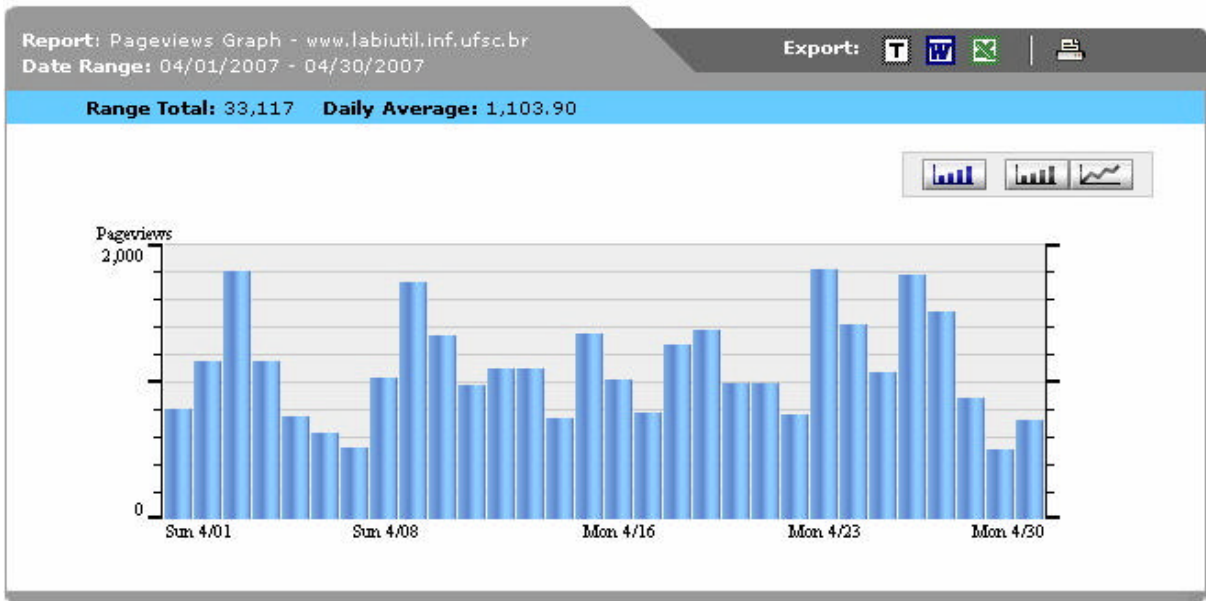 Report: Pageviews Graph - www.labiutil.inf.ufsc.br
Date Range: 04/01/2007 - 04/30/2007
Export: T W X
Range Total: 33,117 Daily Average: 1,103.90
Pageviews
2,000
0
Sun 4/01 Sun 4/08 Mon 4/16 Mon 4/23 Mon 4/30